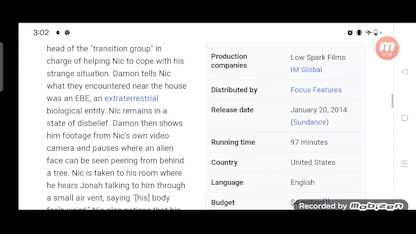 3:02
head of the "transition group" in
charge of helping Nic to cope with his
strange situation. Damon tells Nic
what they encountered near the house
was an EBE, an extraterrestrial
biological entity. Nic remains in a
state of disbelief. Damon then shows
him footage from Nic's own video
camera and pauses where an alien
face can be seen peering from behind
a tree. Nic is taken to his room where
he hears Jonah talking to him through
a small air vent, saying "[his] body
Production companies Low Spark Films
IM Global
Distributed by Focus Features
Release date January 20, 2014
(Sundance)
Running time 97 minutes
Country United States
Language English
Budget
Recorded by Mobizen